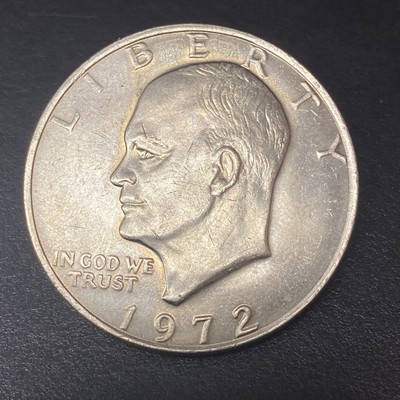 LIBERTY
IN GOD WE
TRUST
1972